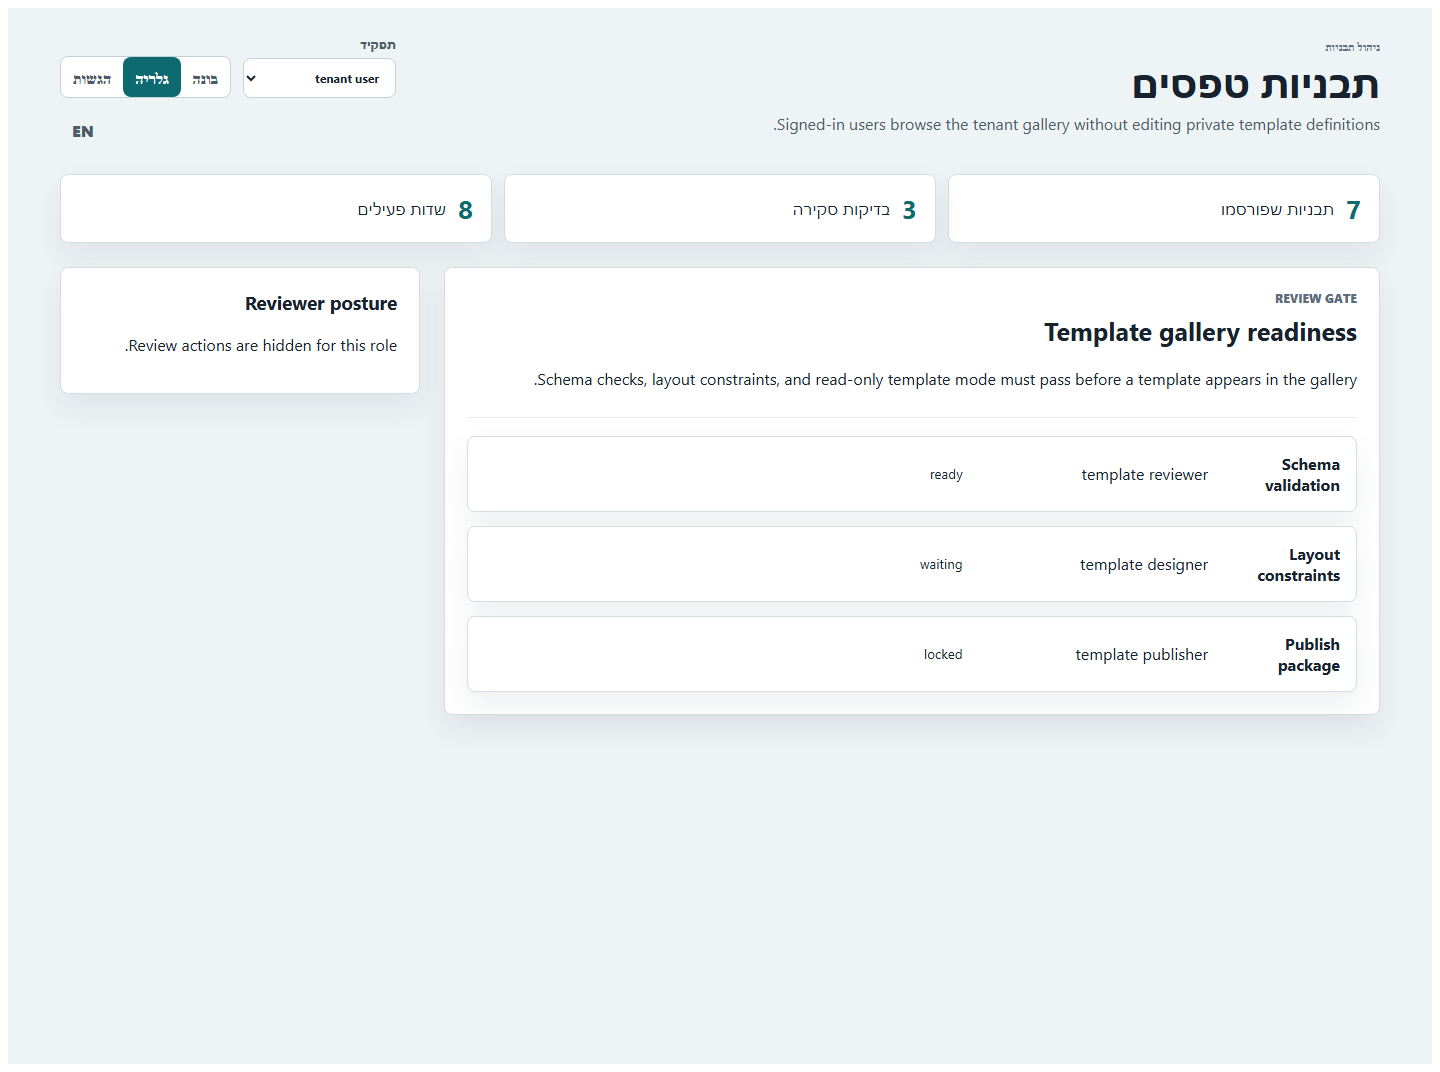 ניהול תבניות
תבניות טפסים
Signed-in users browse the tenant gallery without editing private template definitions.
תפקיד
tenant user
בונה
גלריה
הגשות
EN
7 תבניות שפורסמו
3 בדיקות סקירה
8 שדות פעילים
REVIEW GATE
Template gallery readiness
Schema checks, layout constraints, and read-only template mode must pass before a template appears in the gallery.
Schema
validation
template reviewer
ready
Layout
constraints
template designer
waiting
Publish
package
template publisher
locked
Reviewer posture
Review actions are hidden for this role.